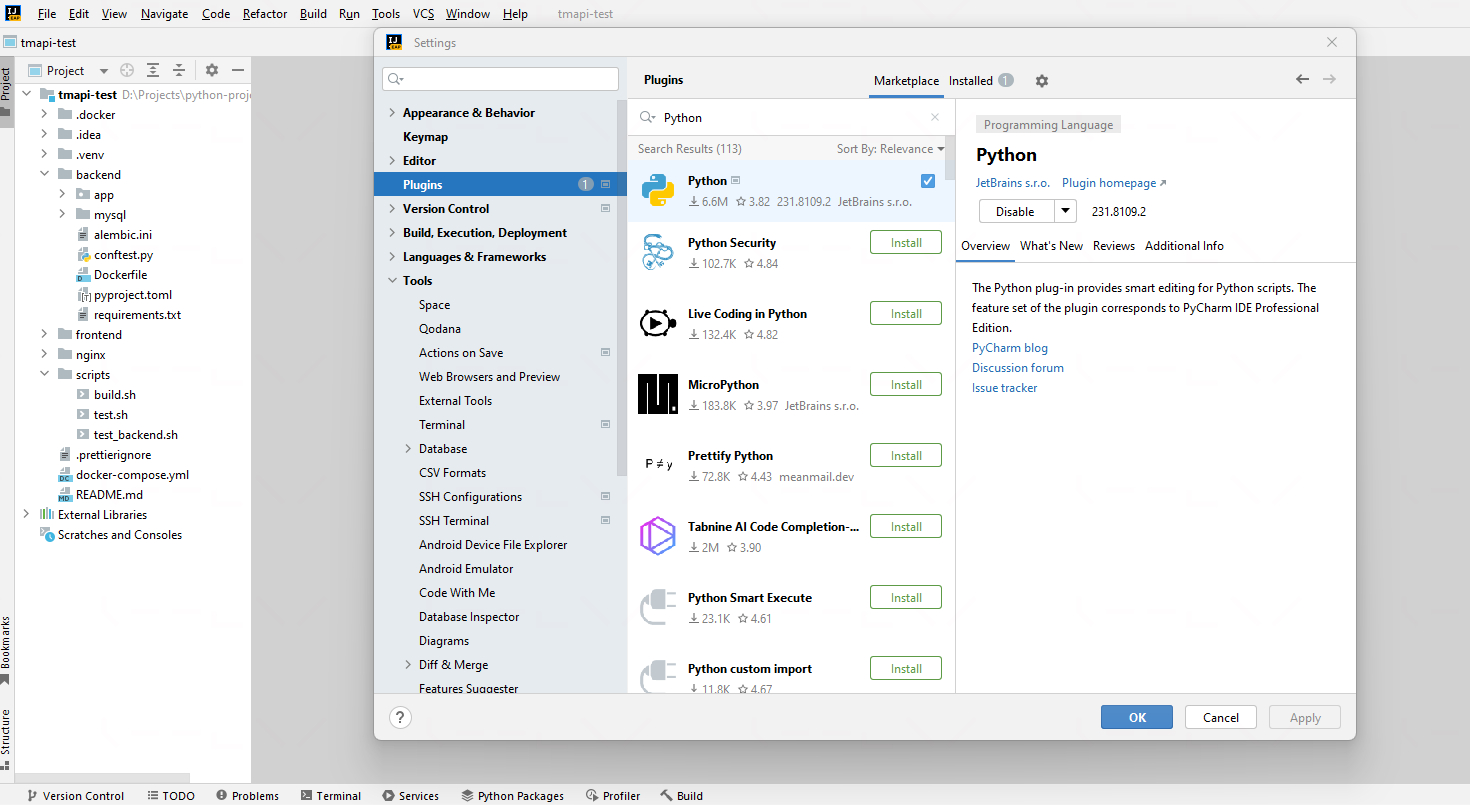 File Edit View Navigate Code Refactor Build Run Tools VCS Window Help tmapi-test
tmapi-test
Project
Bookmarks
Structure
Project
tmapi-test D:\Projects\python-proje
.docker
.idea
.venv
backend
app
mysql
alembic.ini
conftest.py
Dockerfile
pyproject.toml
requirements.txt
frontend
nginx
scripts
build.sh
test.sh
test_backend.sh
.prettierignore
docker-compose.yml
README.md
External Libraries
Scratches and Consoles
Settings
Appearance & Behavior
Keymap
Editor
Plugins 1
Version Control
Build, Execution, Deployment
Languages & Frameworks
Tools
Space
Qodana
Actions on Save
Web Browsers and Preview
External Tools
Terminal
Database
CSV Formats
SSH Configurations
SSH Terminal
Android Device File Explorer
Android Emulator
Code With Me
Database Inspector
Diagrams
Diff & Merge
Features Suggester
Plugins Marketplace Installed 1
Python
Search Results (113) Sort By: Relevance
Python
6.6M 3.82 231.8109.2 JetBrains s.r.o.
Python Security Install
102.7K 4.84
Live Coding in Python Install
132.4K 4.82
MicroPython Install
183.8K 3.97 JetBrains s.r.o.
P ≠ y
Prettify Python Install
72.8K 4.43 meanmail.dev
Tabnine AI Code Completion-... Install
2M 3.90
Python Smart Execute Install
23.1K 4.61
Python custom import Install
11.8K 4.67
Programming Language
Python
JetBrains s.r.o. Plugin homepage ↗
Disable 231.8109.2
Overview What's New Reviews Additional Info
The Python plug-in provides smart editing for Python scripts. The
feature set of the plugin corresponds to PyCharm IDE Professional
Edition.
PyCharm blog
Discussion forum
Issue tracker
? OK Cancel Apply
Version Control TODO Problems Terminal Services Python Packages Profiler Build